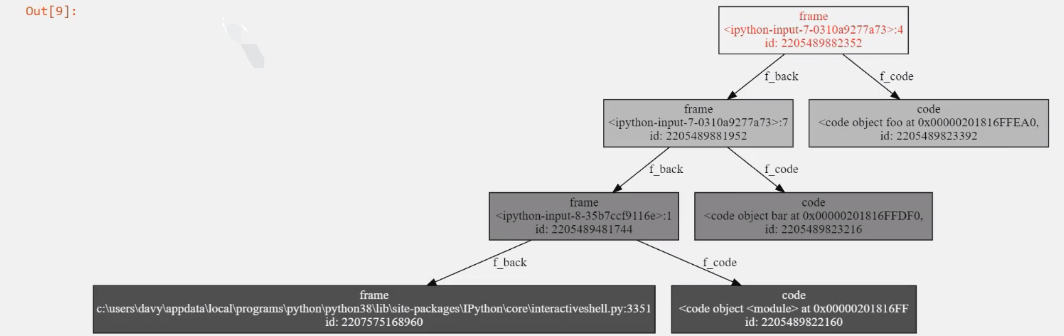 Out[9]:
frame
<ipython-input-7-0310a9277a73>:4
id: 2205489882352
f_back
f_code
frame
<ipython-input-7-0310a9277a73>:7
id: 2205489881952
code
<code object foo at 0x00000201816FFEA0,
id: 2205489823392
f_back
f_code
frame
<ipython-input-8-35b7ccf9116e>:1
id: 2205489481744
code
<code object bar at 0x00000201816FFDF0,
id: 2205489823216
f_back
f_code
frame
c:\users\davy\appdata\local\programs\python\python38\lib\site-packages\IPython\core\interactiveshell.py:3351
id: 2207575168960
code
<code object <module> at 0x00000201816FF
id: 2205489822160